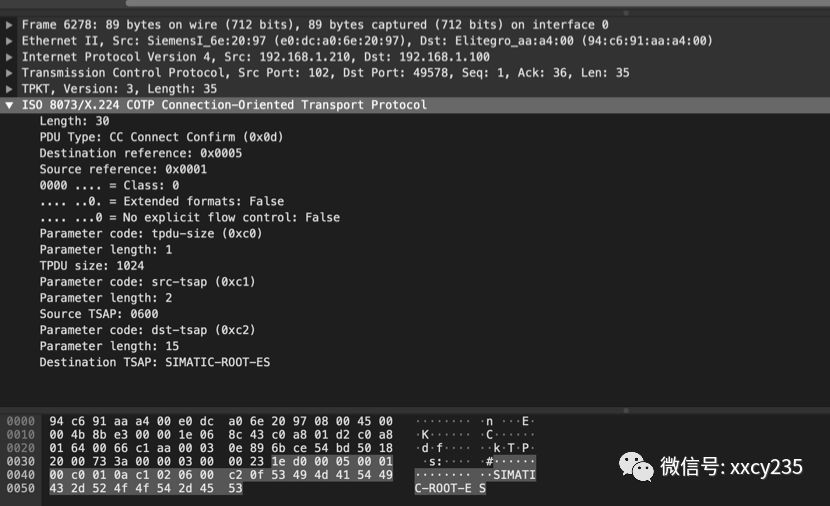 Frame 6278: 89 bytes on wire (712 bits), 89 bytes captured (712 bits) on interface 0
Ethernet II, Src: SiemensI_6e:20:97 (e0:dc:a0:6e:20:97), Dst: Elitegro_aa:a4:00 (94:c6:91:aa:a4:00)
Internet Protocol Version 4, Src: 192.168.1.210, Dst: 192.168.1.100
Transmission Control Protocol, Src Port: 102, Dst Port: 49578, Seq: 1, Ack: 36, Len: 35
TPKT, Version: 3, Length: 35
ISO 8073/X.224 COTP Connection-Oriented Transport Protocol
Length: 30
PDU Type: CC Connect Confirm (0x0d)
Destination reference: 0x0005
Source reference: 0x0001
0000 .... = Class: 0
.... ..0. = Extended formats: False
.... ...0 = No explicit flow control: False
Parameter code: tpdu-size (0xc0)
Parameter length: 1
TPDU size: 1024
Parameter code: src-tsap (0xc1)
Parameter length: 2
Source TSAP: 0600
Parameter code: dst-tsap (0xc2)
Parameter length: 15
Destination TSAP: SIMATIC-ROOT-ES
0000 94 c6 91 aa a4 00 e0 dc a0 6e 20 97 08 00 45 00 ········ ·n ···E·
0010 00 4b 8b e3 00 00 1e 06 8c 43 c0 a8 01 d2 c0 a8 ·K······ ·C······
0020 01 64 00 66 c1 aa 00 03 0e 89 6b ce 54 bd 50 18 ·d·f···· ··k·T·P·
0030 20 00 73 3a 00 00 03 00 00 23 1e d0 00 05 00 01 ·s:···· ·#······
0040 00 c0 01 0a c1 02 06 00 c2 0f 53 49 4d 41 54 49 ········ ··SIMATI
0050 43 2d 52 4f 4f 54 2d 45 53 C-ROOT-E S
微信号: xxcy235